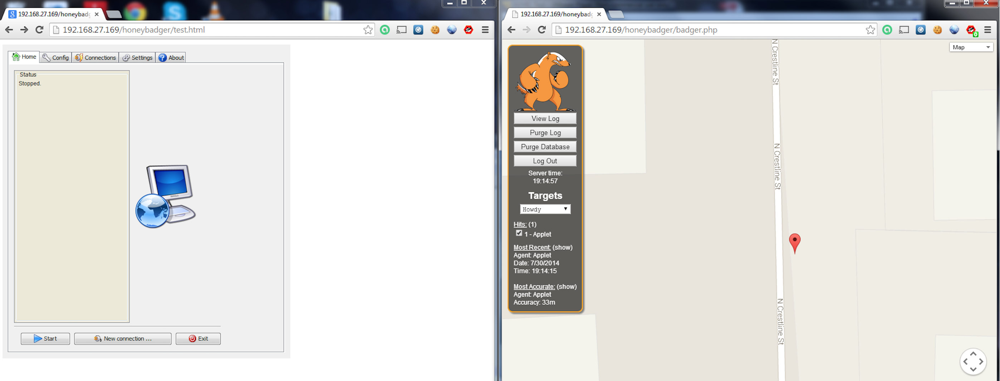 192.168.27.169/honeybadg
192.168.27.169/honeybadger/test.html
Home
Config
Connections
Settings
About
Status
Stopped.
Start
New connection ...
Exit
192.168.27.169/honeybadg
192.168.27.169/honeybadger/badger.php
View Log
Purge Log
Purge Database
Log Out
Server time:
19:14:57
Targets
Howdy
Hits: (1)
1 - Applet
Most Recent: (show)
Agent: Applet
Date: 7/30/2014
Time: 19:14:15
Most Accurate: (show)
Agent: Applet
Accuracy: 33m
N Crestline St
N Crestline St
N Crestline St
Map
0